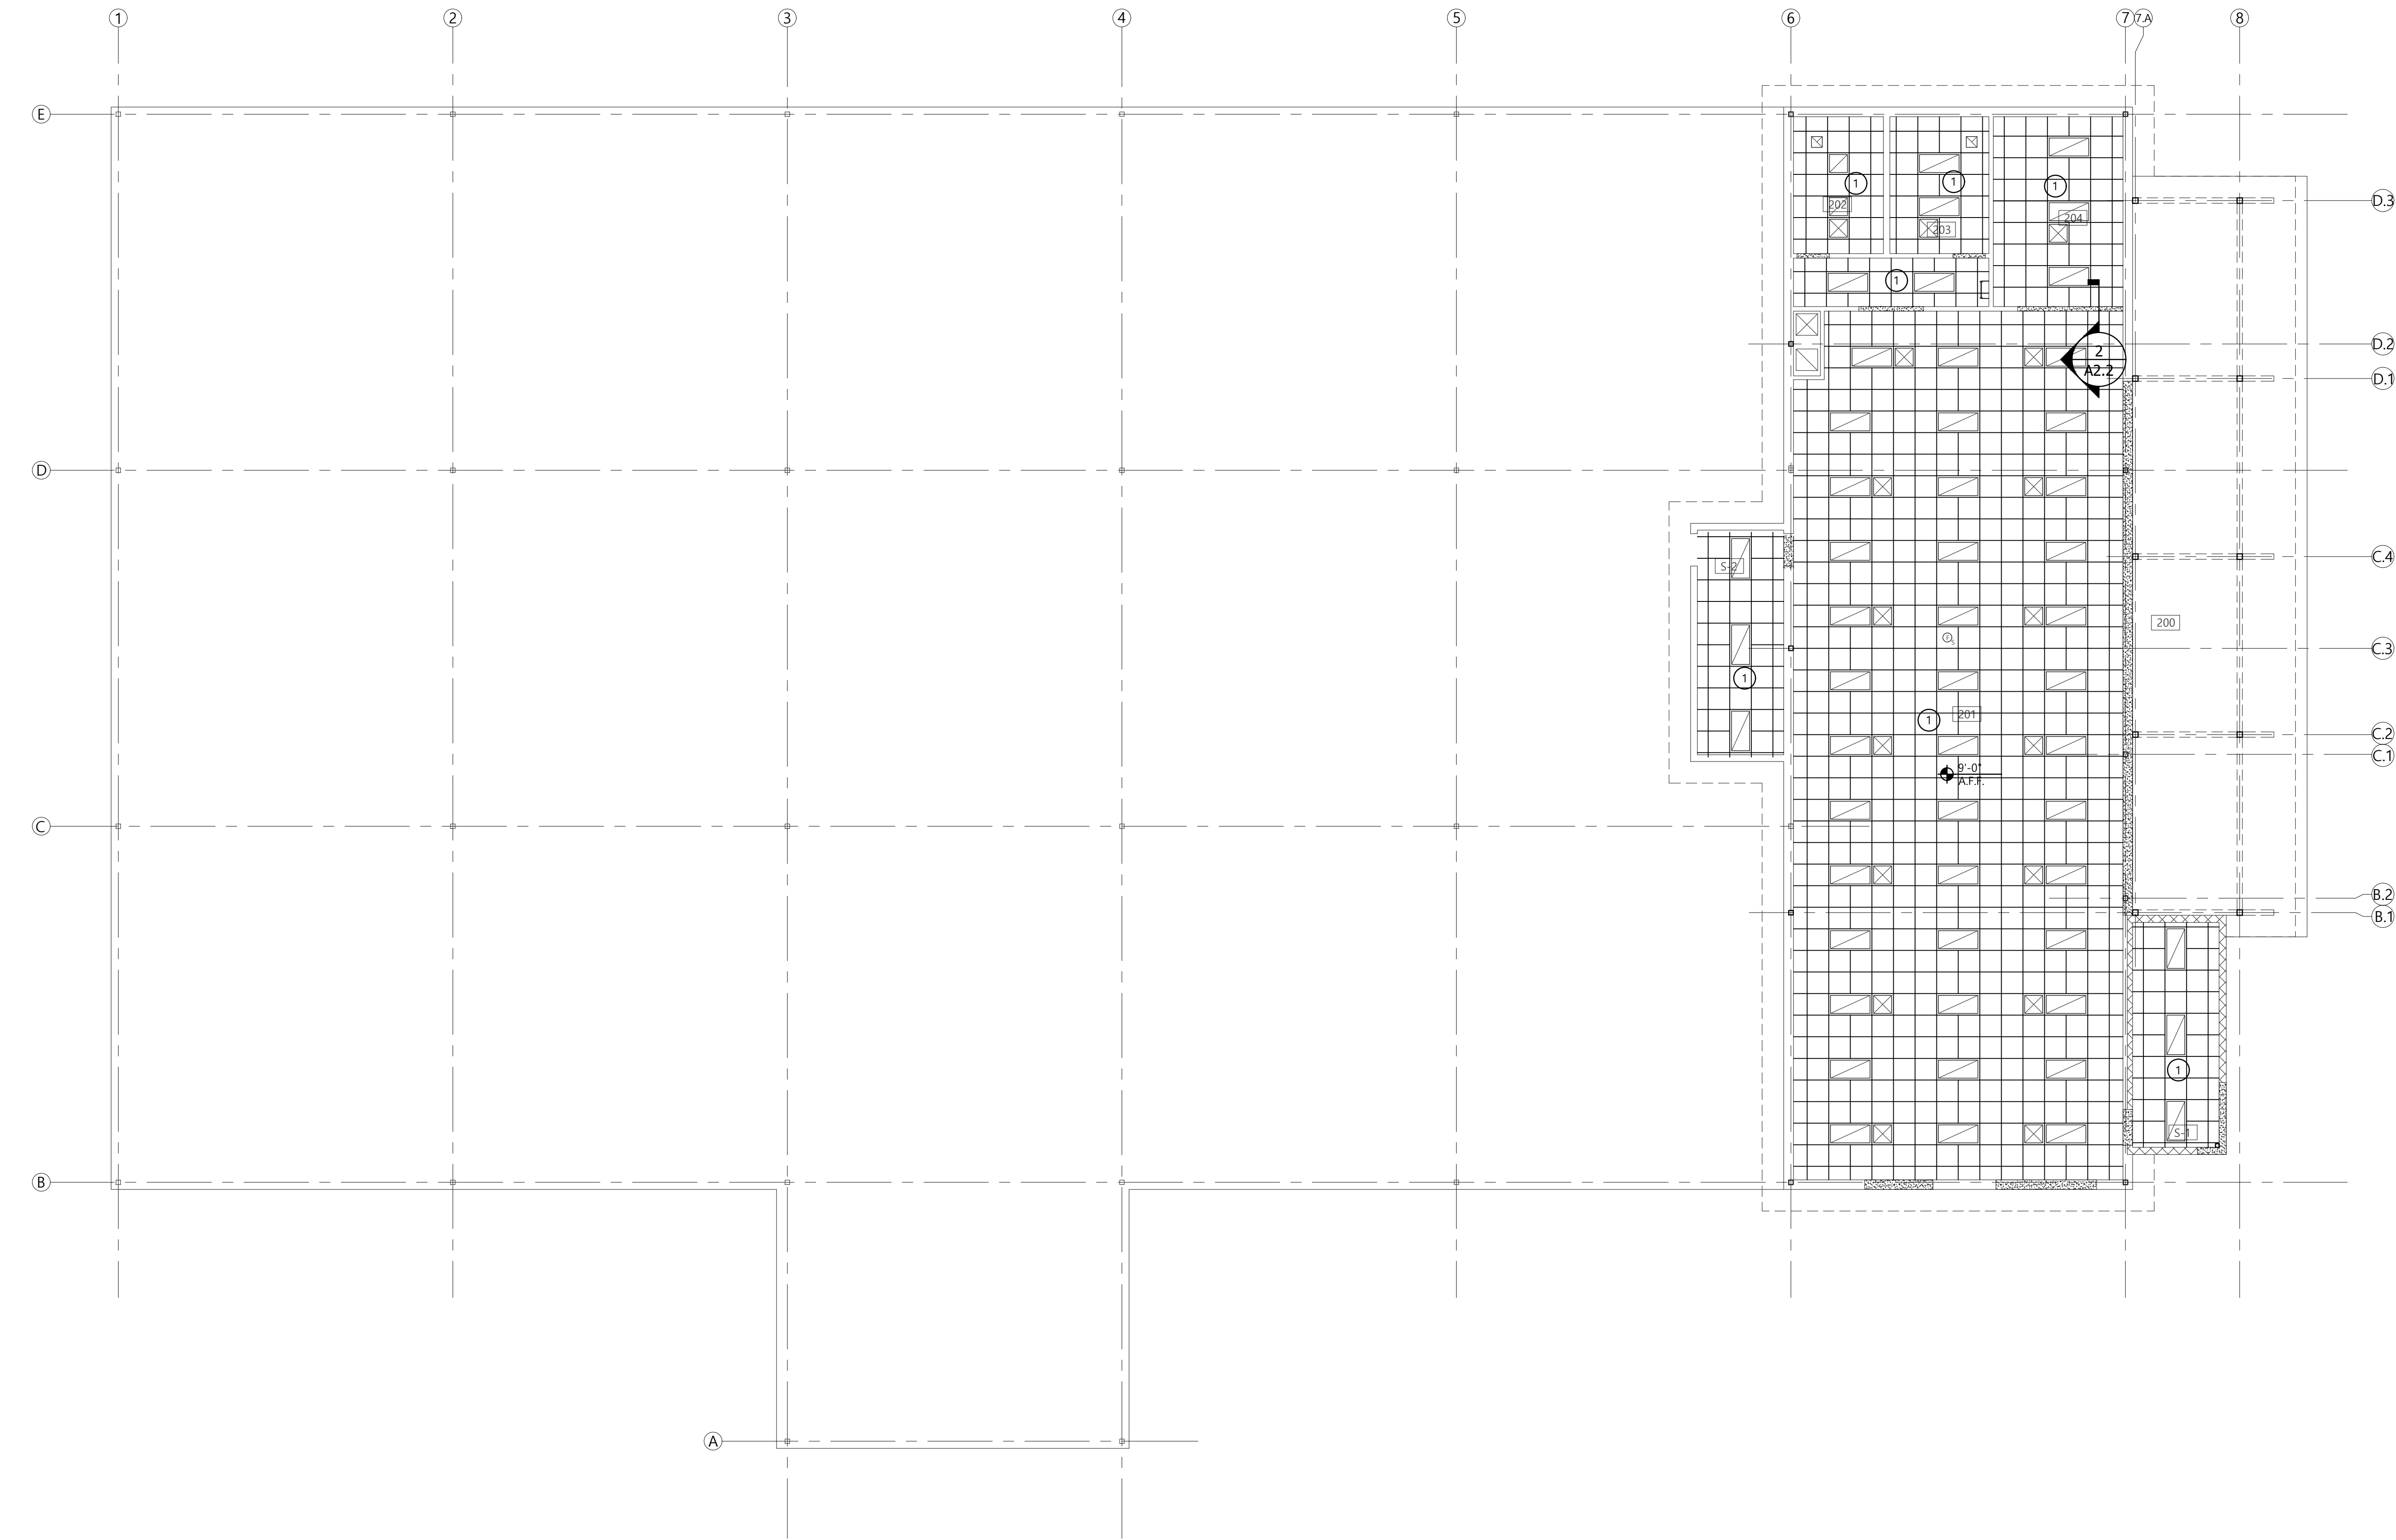 1 2 3 4 5 6 7 7.A 8
E
D.3
1 1 1
202 203 204
1
D.2
2
A2.2
D.1
D
C.4
S-2
200
F
S
C.3
1
1 201
C.2
C.1
9'-0"
A.F.F.
C
B.2
B.1
1
S-1
B
A